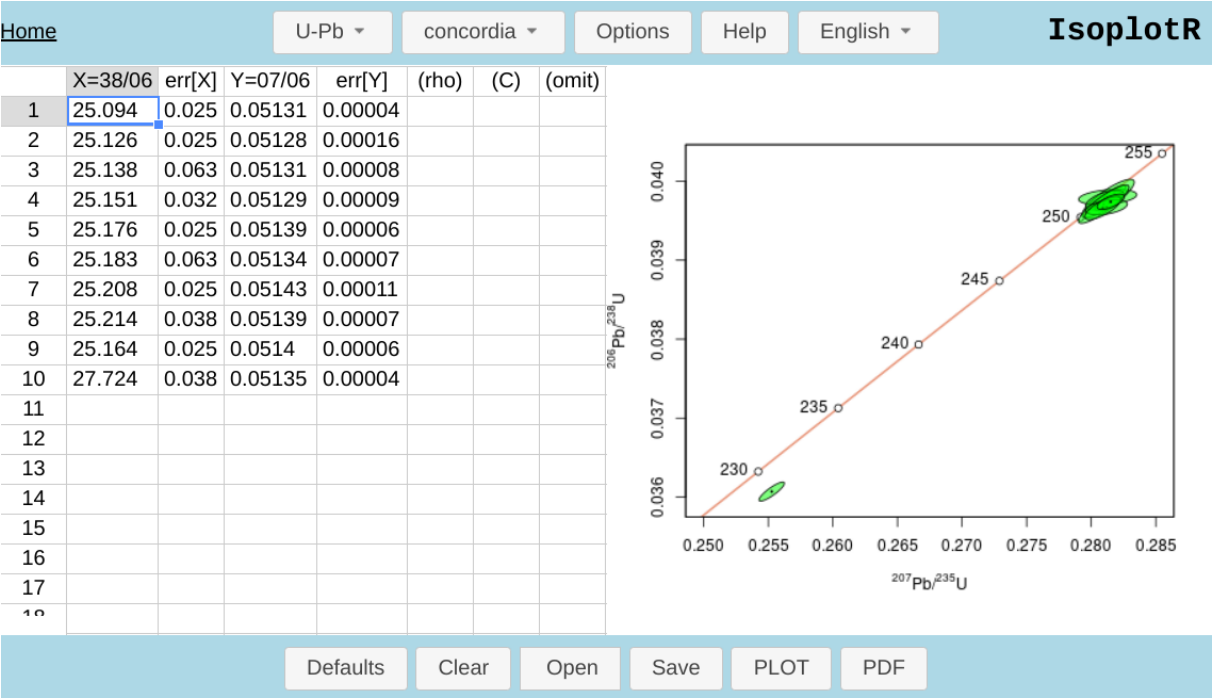 Home U-Pb concordia Options Help English IsoplotR
X=38/06 err[X] Y=07/06 err[Y] (rho) (C) (omit)
1 25.094 0.025 0.05131 0.00004
2 25.126 0.025 0.05128 0.00016
3 25.138 0.063 0.05131 0.00008
4 25.151 0.032 0.05129 0.00009
5 25.176 0.025 0.05139 0.00006
6 25.183 0.063 0.05134 0.00007
7 25.208 0.025 0.05143 0.00011
8 25.214 0.038 0.05139 0.00007
9 25.164 0.025 0.0514 0.00006
10 27.724 0.038 0.05135 0.00004
11
12
13
14
15
16
17
18
206Pb/238U
0.040
0.039
0.038
0.037
0.036
255
250
245
240
235
230
0.250 0.255 0.260 0.265 0.270 0.275 0.280 0.285
207Pb/235U
Defaults Clear Open Save PLOT PDF